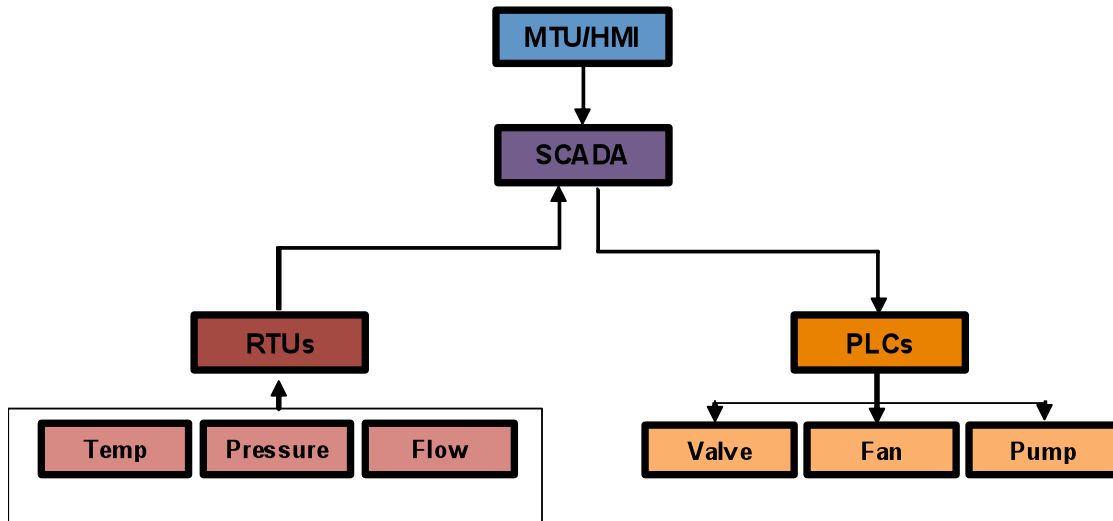 MTU/HMI
SCADA
RTUs
PLCs
Temp
Pressure
Flow
Valve
Fan
Pump